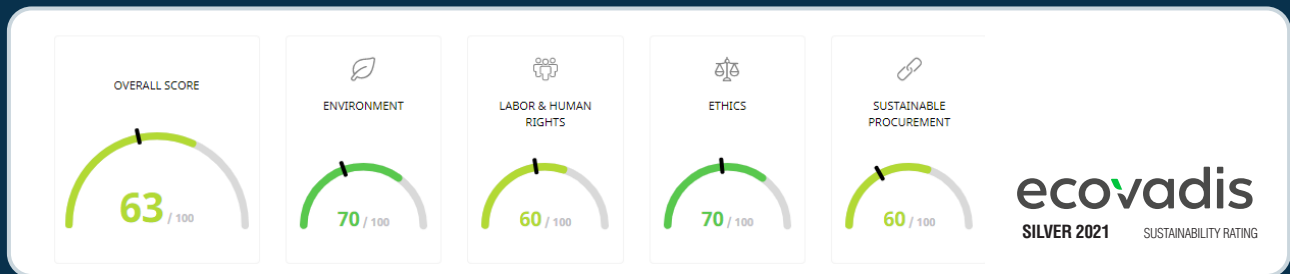 OVERALL SCORE
63 / 100
ENVIRONMENT
70 / 100
LABOR & HUMAN
RIGHTS
60 / 100
ETHICS
70 / 100
SUSTAINABLE
PROCUREMENT
60 / 100
ecovadis
SILVER 2021 SUSTAINABILITY RATING